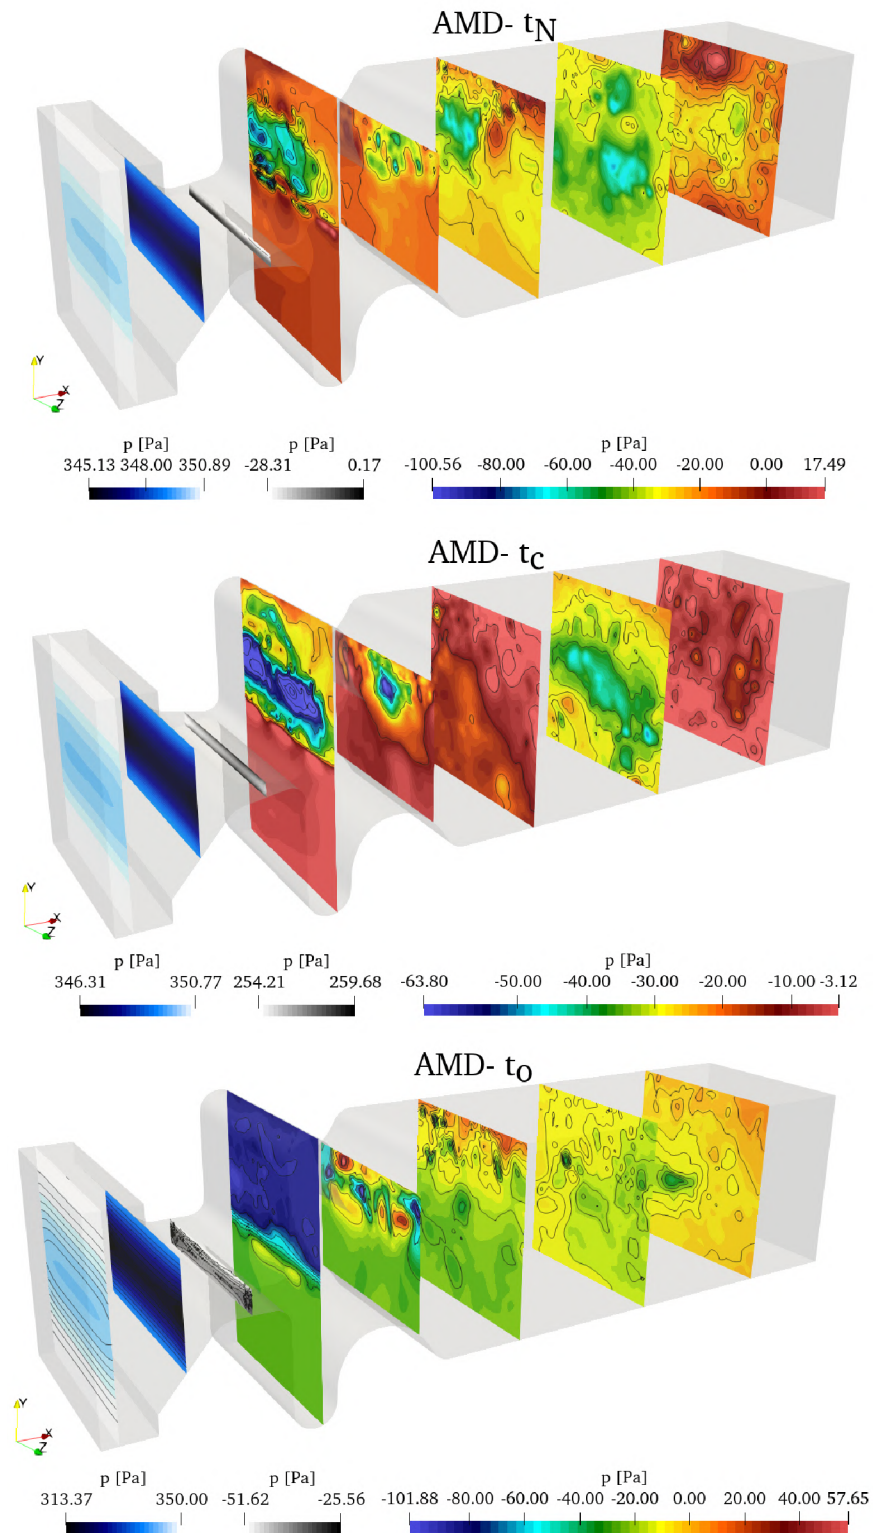 AMD- tN
Y
X
Z
p [Pa] p [Pa] p [Pa]
345.13 348.00 350.89 -28.31 0.17 -100.56 -80.00 -60.00 -40.00 -20.00 0.00 17.49
AMD- tc
Y
X
Z
p [Pa] p [Pa] p [Pa]
346.31 350.77 254.21 259.68 -63.80 -50.00 -40.00 -30.00 -20.00 -10.00 -3.12
AMD- to
Y
X
Z
p [Pa] p [Pa] p [Pa]
313.37 350.00 -51.62 -25.56 -101.88 -80.00 -60.00 -40.00 -20.00 0.00 20.00 40.00 57.65